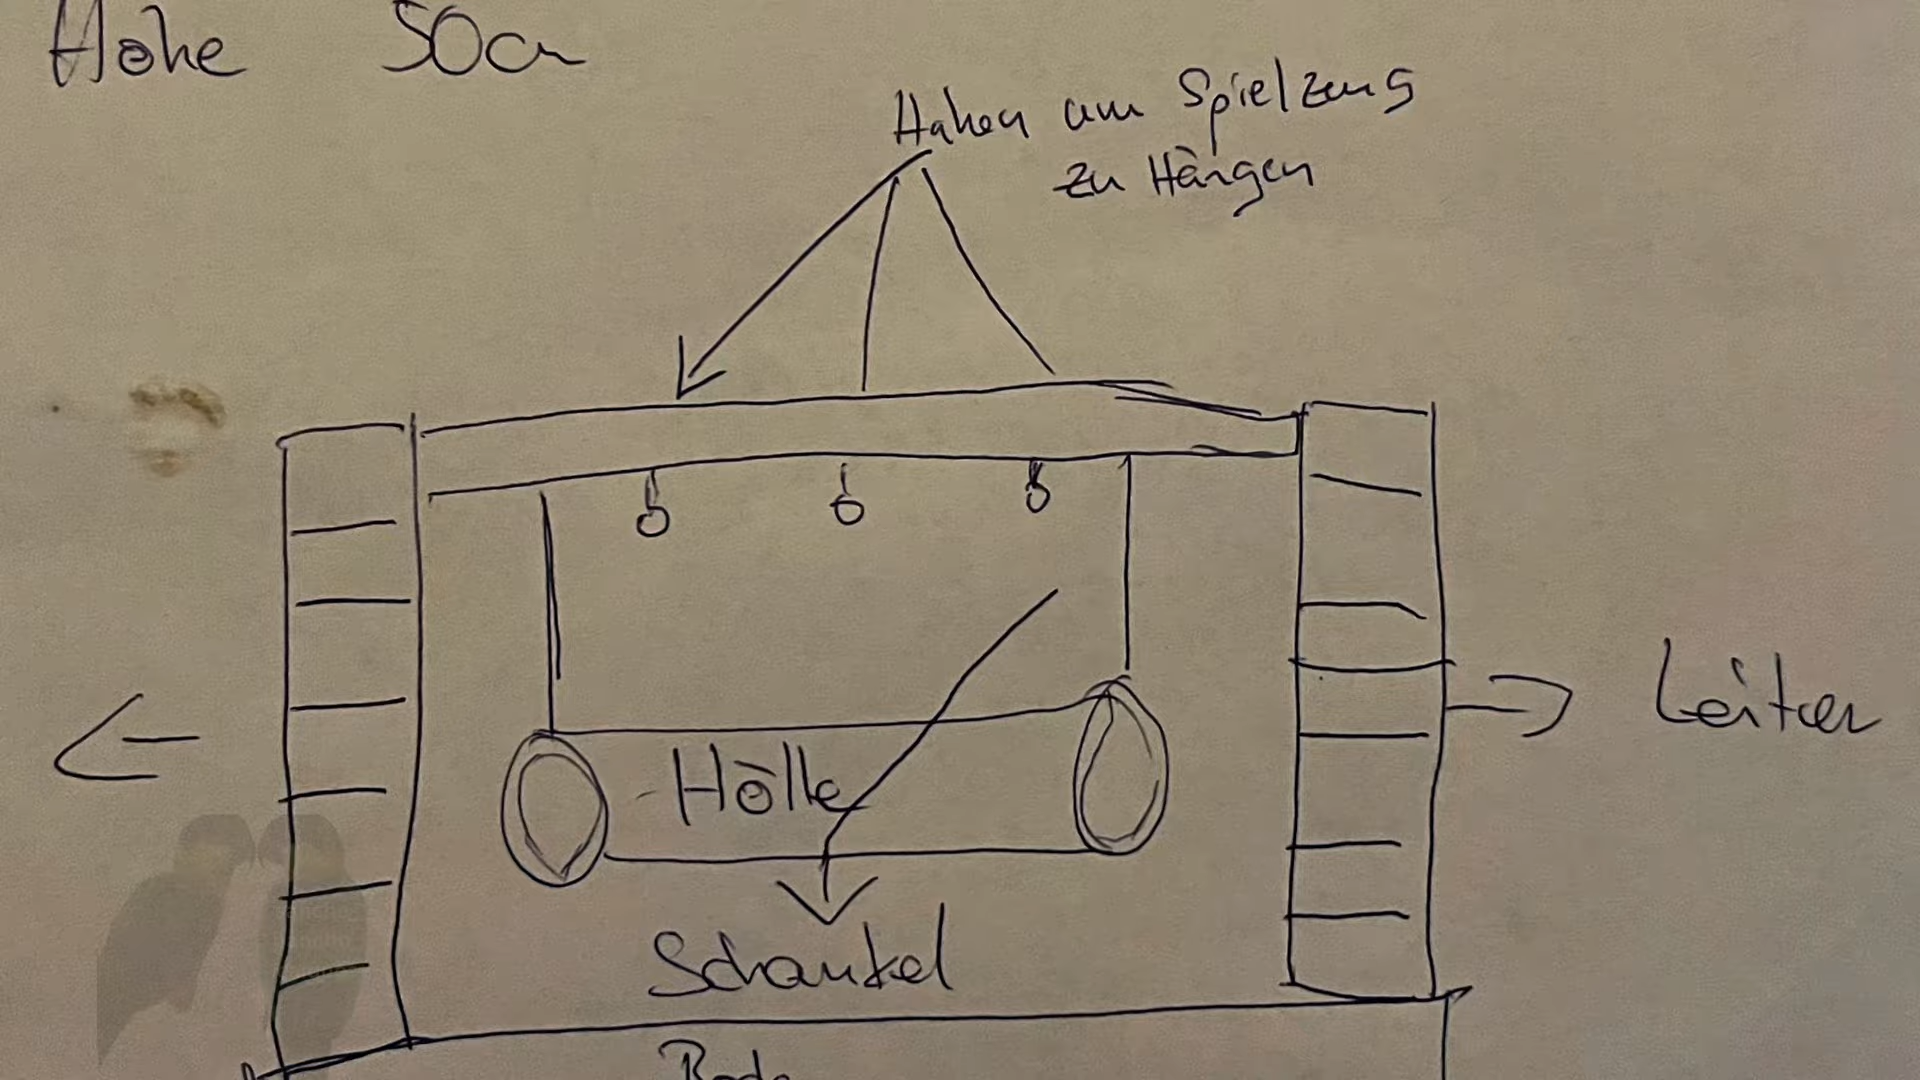 Höhe 50cm
Haken um Spielzeug
zu Hängen
Leiter
Hölle
Schaukel